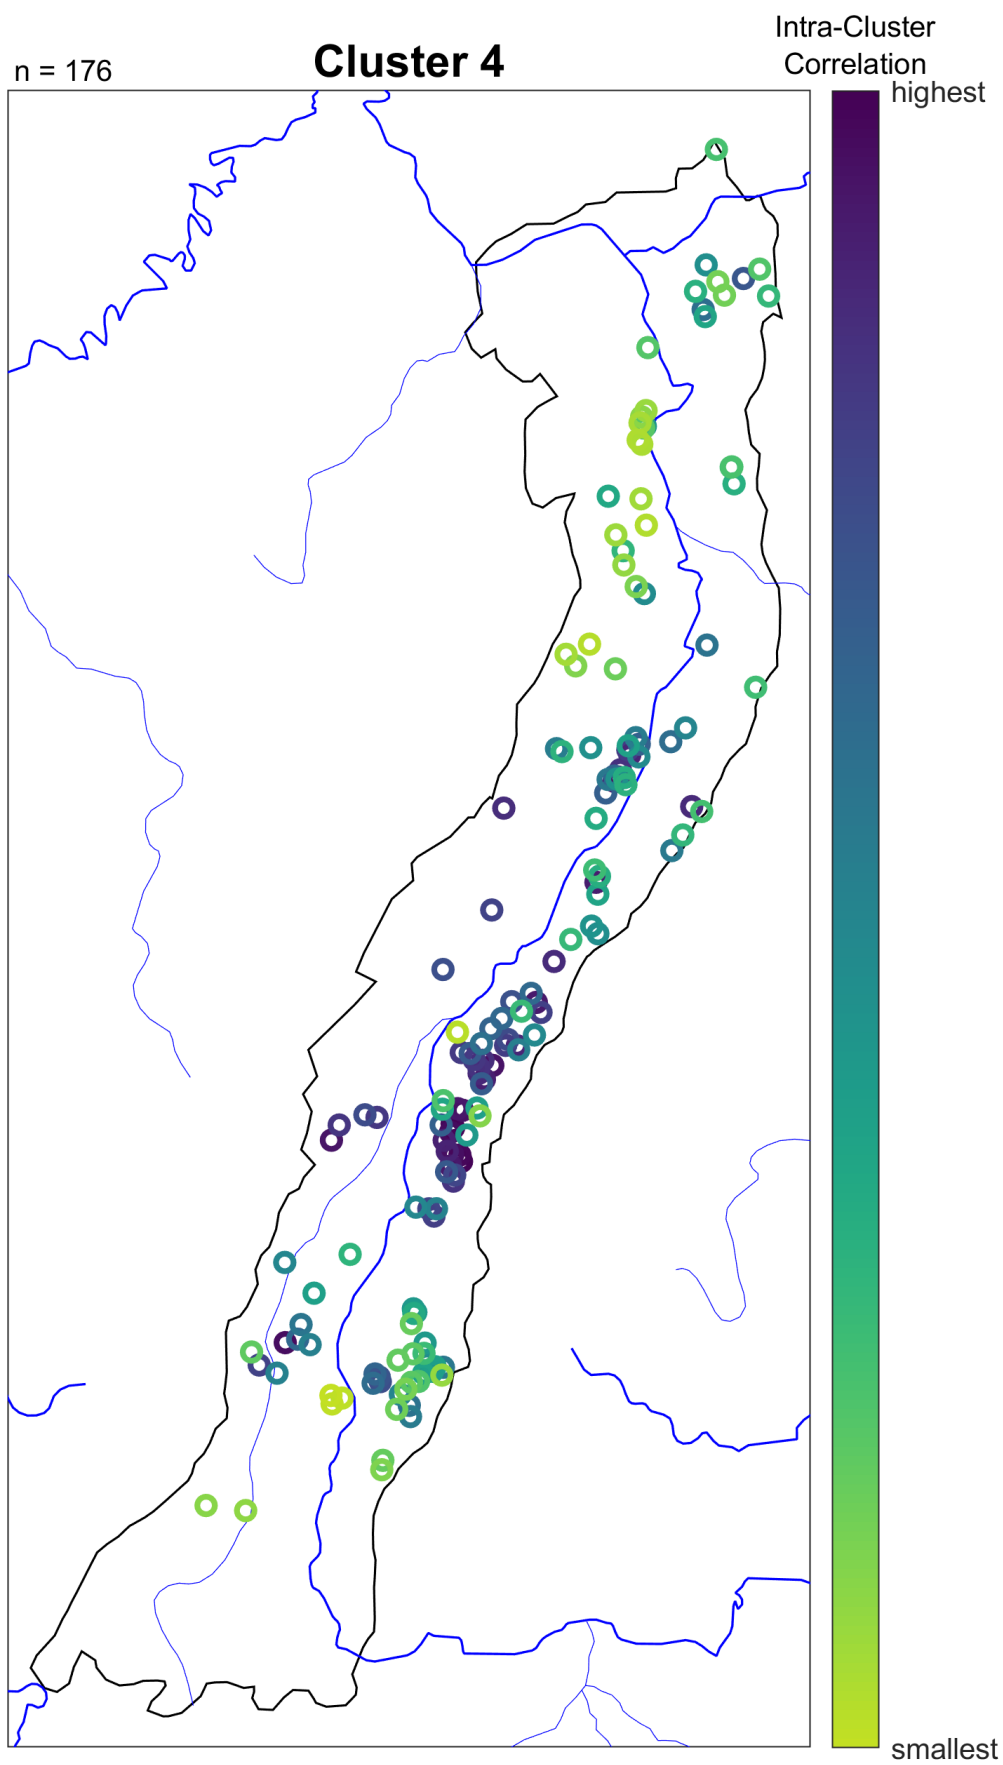 Intra-Cluster
Correlation
Cluster 4
n = 176
highest
smallest